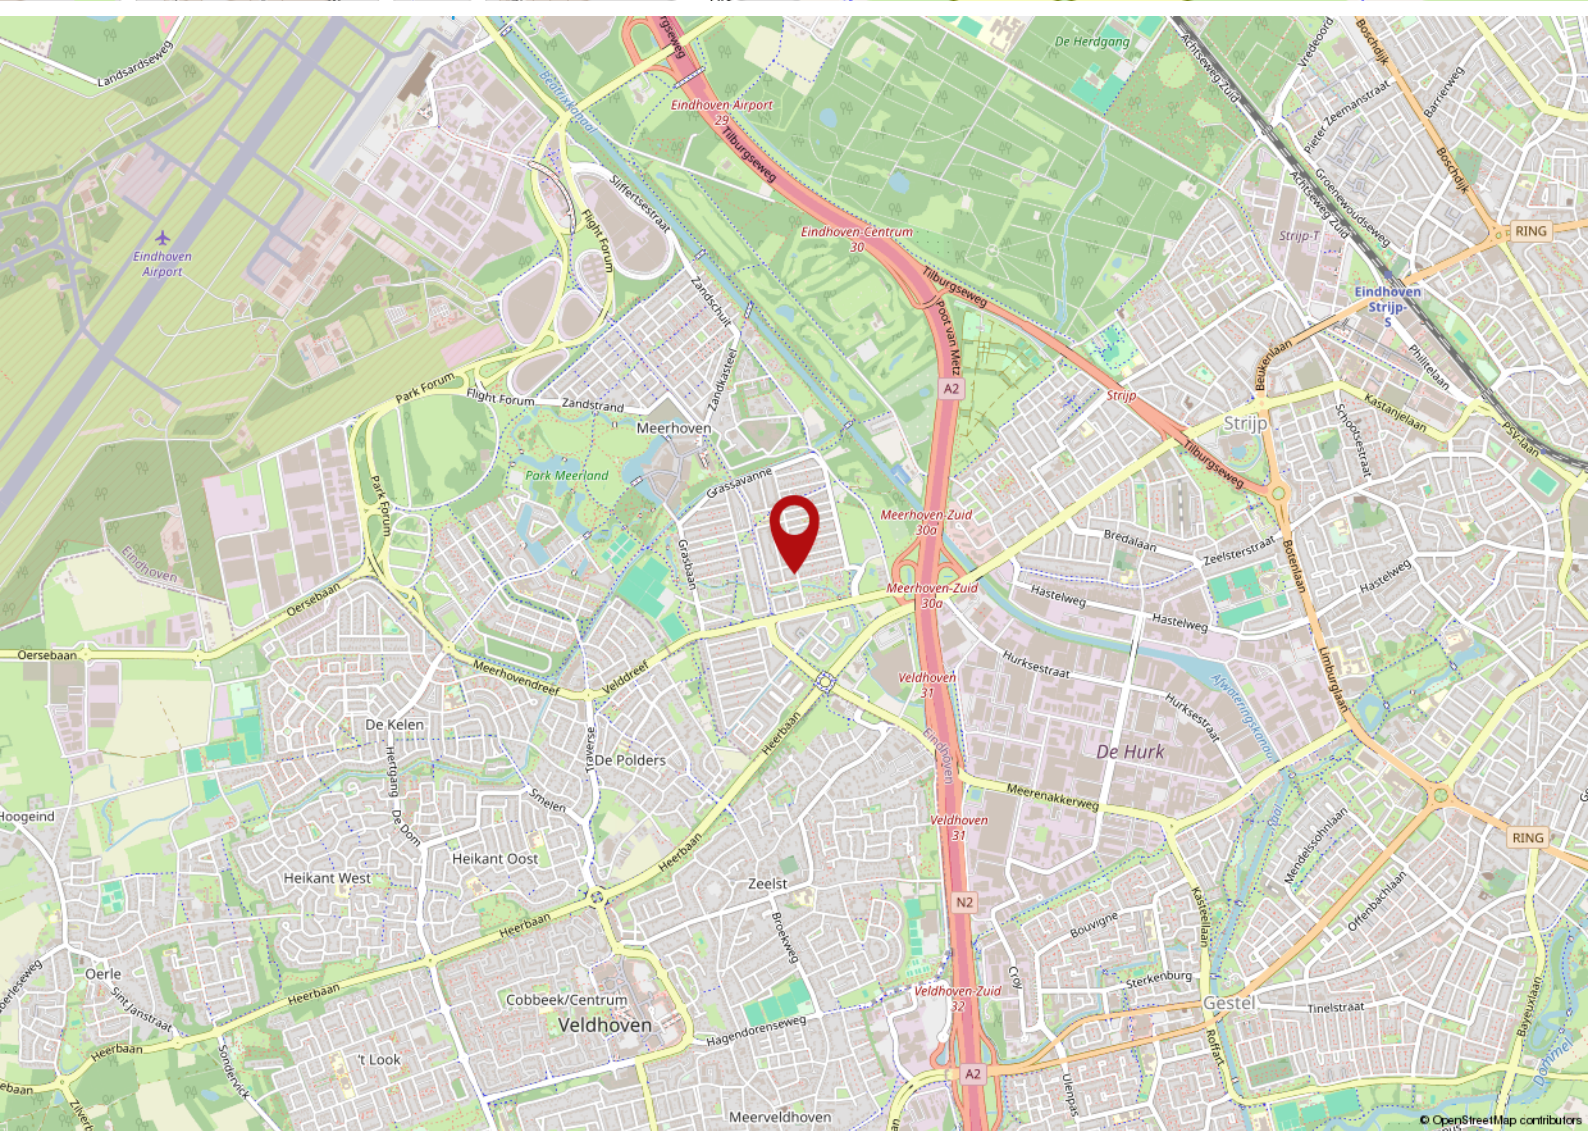 Landsardseweg
Beatrixkanaal
De Herdgang
Achtseweg Zuid
Vredeoord
Boschdijk
Pieter Zeemanstraat
Barrierweg
Eindhoven Airport
29
Tilburgseweg
Boschdijk
Groenewoudseweg
Achtseweg Zuid
Sliffertsestraat
Flight Forum
Eindhoven
Airport
Eindhoven-Centrum
30
Strijp-T
RING
Tilburgseweg
Zandschuit
Eindhoven
Strijp-
S
Poot van Metz
Philitelaan
Beukenlaan
Zandkasteel
Park Forum
Flight Forum
Zandstrand
A2
Strijp
Kastanjelaan
Schootsestraat
PSV-laan
Strijp
Meerhoven
Tilburgseweg
Park Meerland
Grassavanne
Park Forum
Meerhoven-Zuid
30a
Bredalaan
Zeelsterstraat
Botenlaan
Grasbaan
Eindhoven
Oersebaan
Meerhoven-Zuid
30a
Hastelweg
Hastelweg
Hastelweg
Oersebaan
Meerhovendreef
Velddreef
Hurksestraat
Limburglaan
Veldhoven
31
Afwateringskanaal
Hurksestraat
De Kelen
Heerbaan
Eindhoven
De Hurk
Traverse
De Polders
Hertgang
Smelen
De Dom
Meerenakkerweg
Hoogeind
Veldhoven
31
Mendelssohnlaan
RING
Heerbaan
Heikant Oost
Heikant West
Zeelst
Offenbachlaan
Kasteellaan
N2
Heerbaan
Broekweg
Bouvigne
Oerle
Sint Janstraat
Croy
Sterkenburg
Veldhoven-Zuid
32
Heerbaan
Cobbeek/Centrum
Veldhoven
Gestel
Tinelstraat
Bayeuxlaan
Hagendorenseweg
Heerbaan
't Look
Sondervick
Roffart
Dommel
A2
Ulenpas
Meerveldhoven
© OpenStreetMap contributors